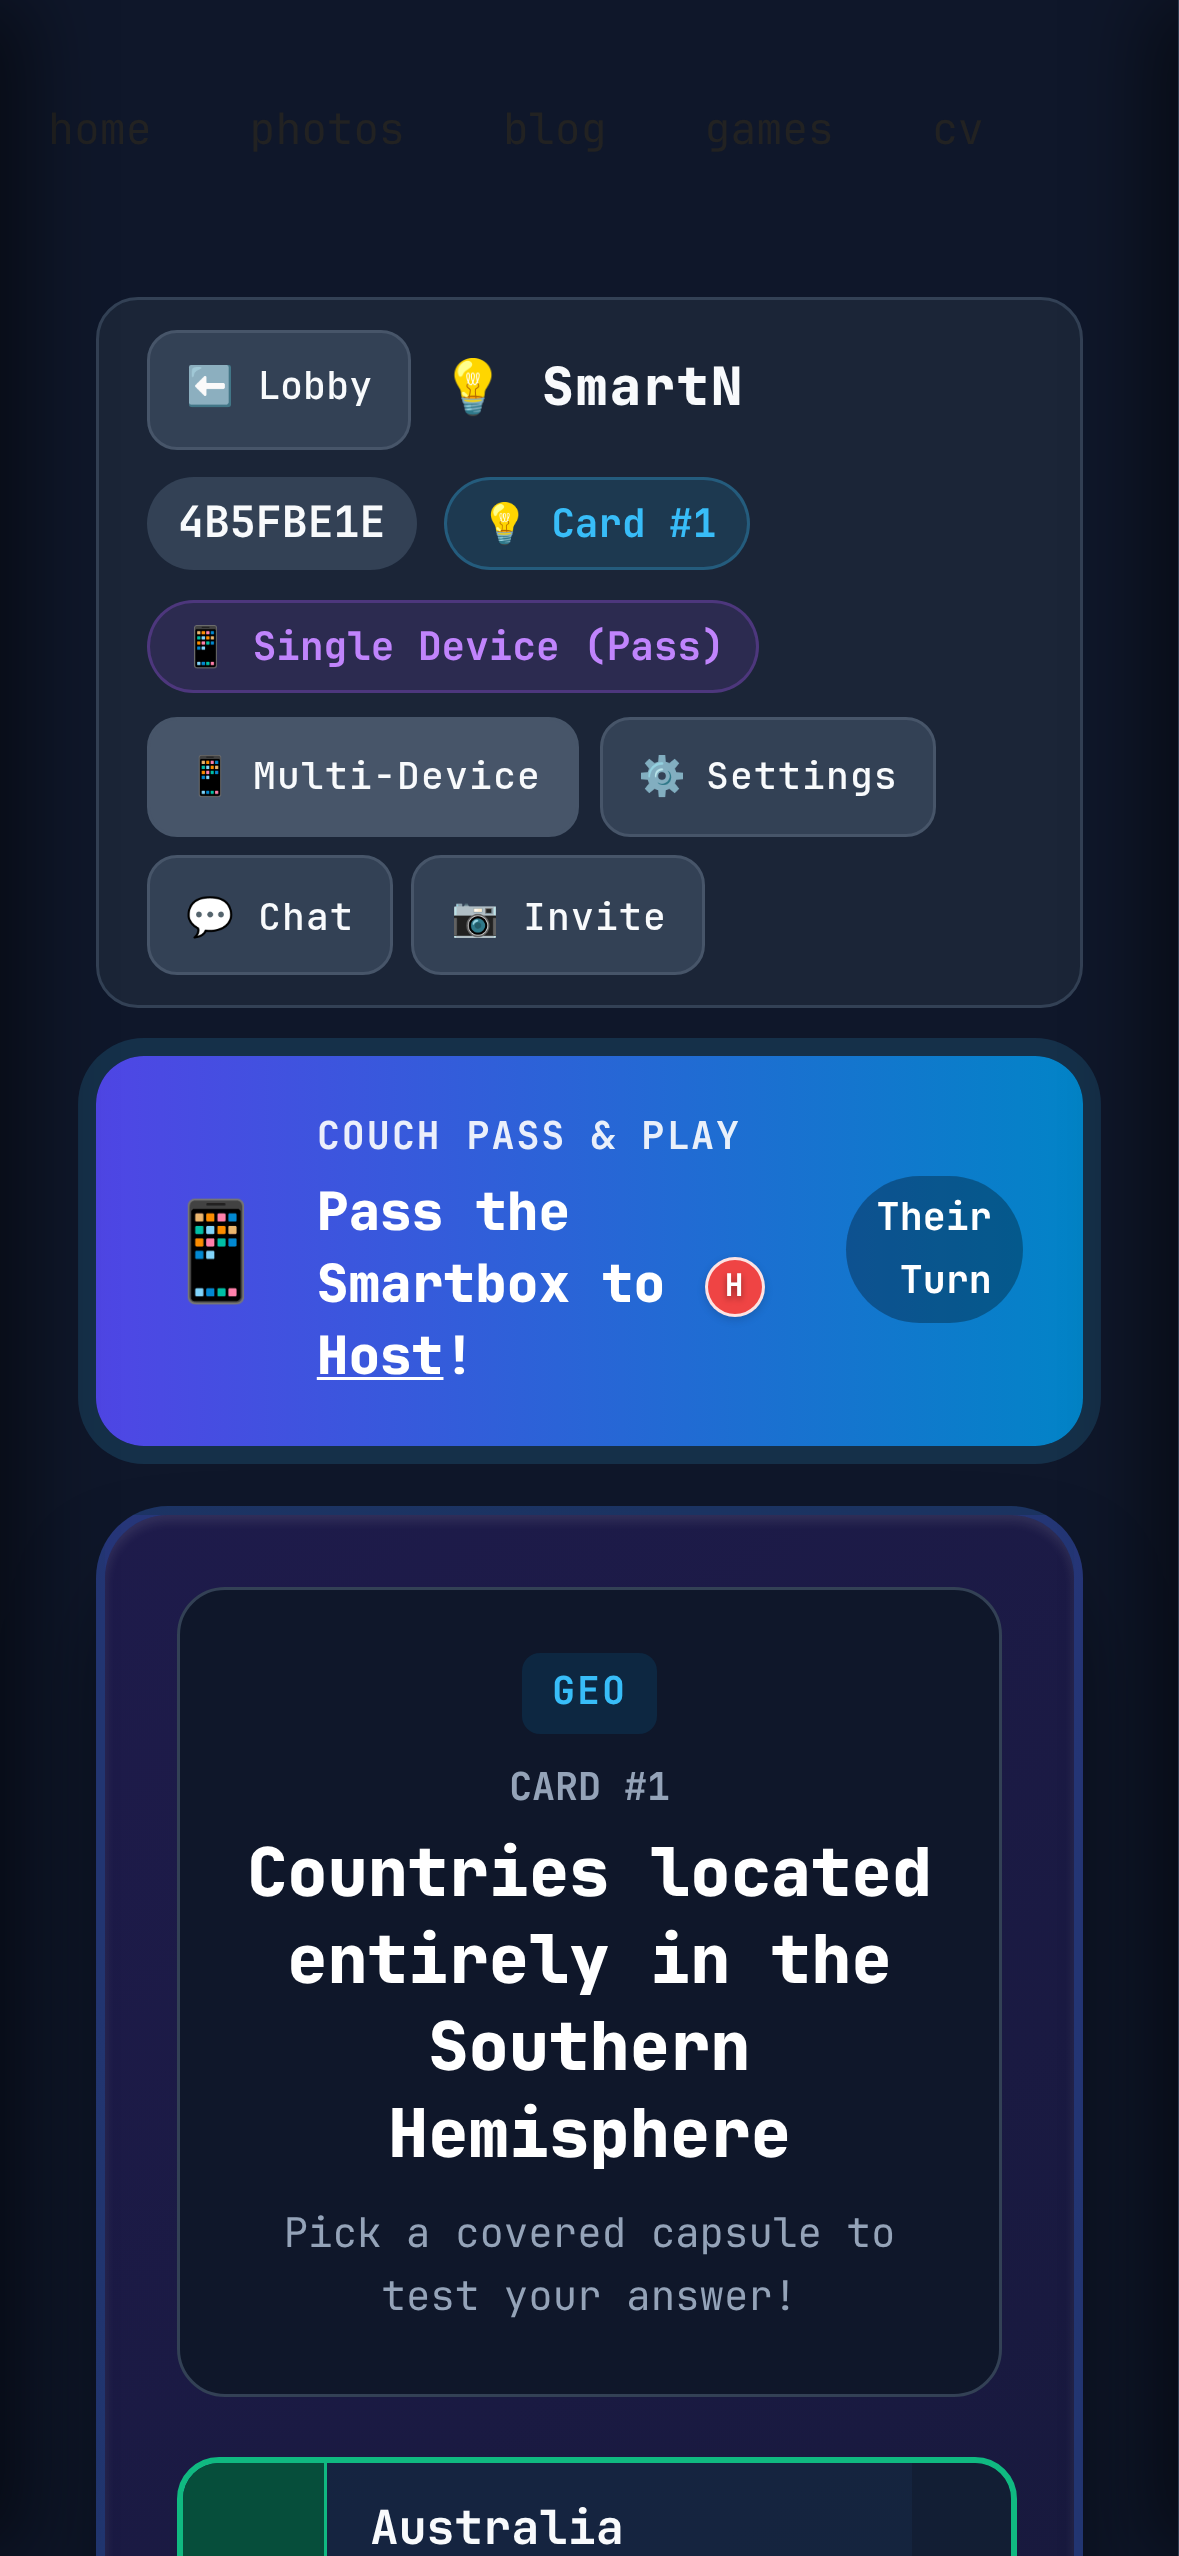 home photos blog games cv
Lobby SmartN
4B5FBE1E Card #1
Single Device (Pass)
Multi-Device Settings
Chat Invite
COUCH PASS & PLAY
Pass the
Smartbox to H
Host!
Their
Turn
GEO
CARD #1
Countries located
entirely in the
Southern
Hemisphere
Pick a covered capsule to
test your answer!
Australia